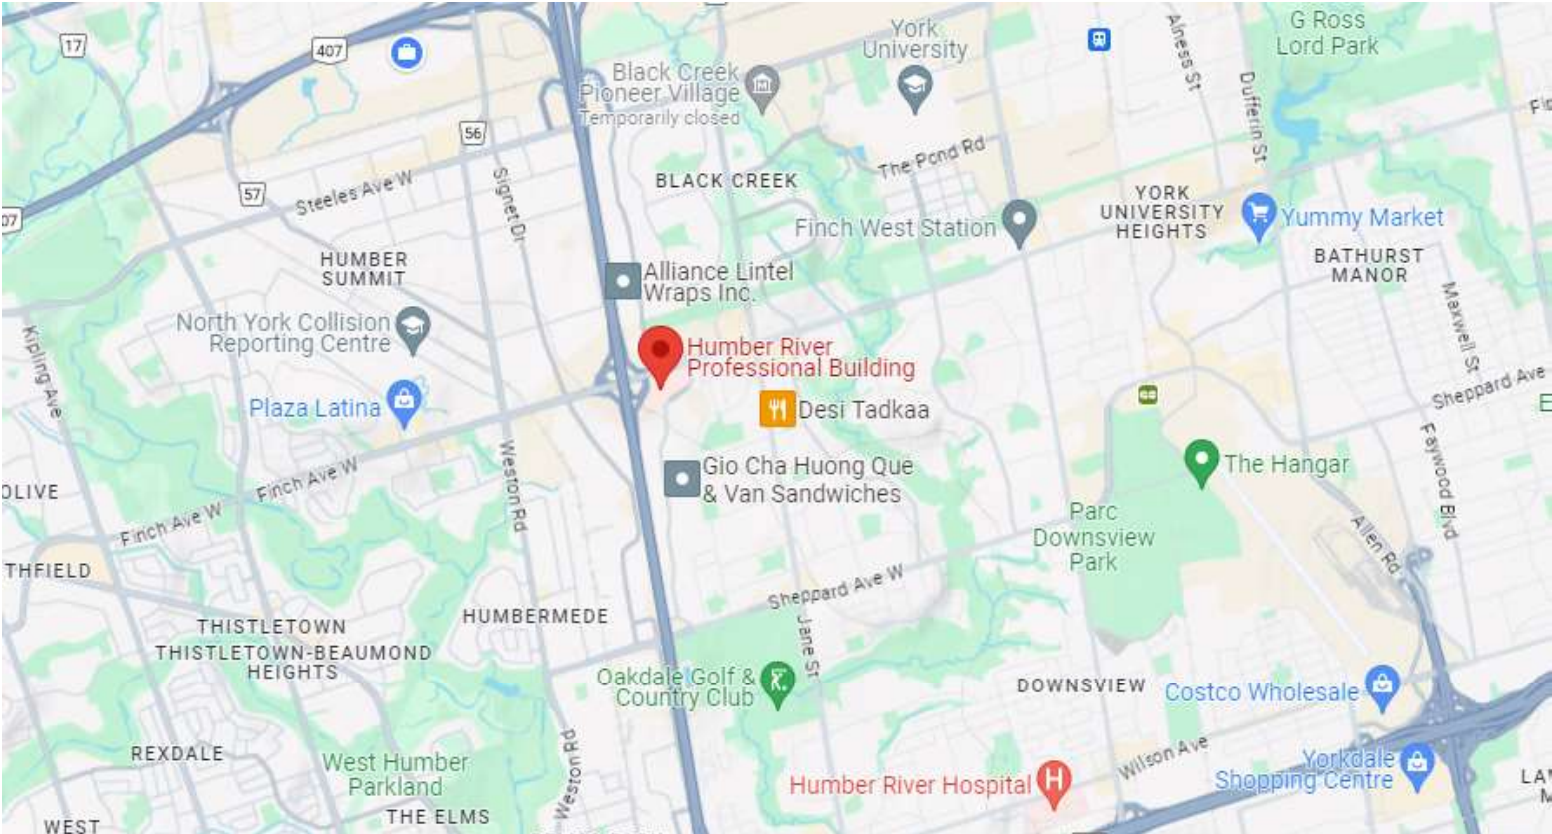 17
407
56
57
07
Steeles Ave W
Signet Dr
HUMBER
SUMMIT
North York Collision
Reporting Centre
Kipling Ave
Plaza Latina
Finch Ave W
Finch Ave W
Weston Rd
OLIVE
THFIELD
THISTLETOWN
THISTLETOWN-BEAUMOND
HEIGHTS
HUMBERMEDE
REXDALE
West Humber
Parkland
THE ELMS
WEST
Weston Rd
Black Creek
Pioneer Village
Temporarily closed
York
University
The Pond Rd
BLACK CREEK
Finch West Station
Alliance Lintel
Wraps Inc.
Humber River
Professional Building
Desi Tadkaa
Gio Cha Huong Que
& Van Sandwiches
Sheppard Ave W
Jane St
Oakdale Golf &
Country Club
Humber River Hospital
H
Alness St
Dufferin St
G Ross
Lord Park
YORK
UNIVERSITY
HEIGHTS
Yummy Market
BATHURST
MANOR
Maxwell St
Sheppard Ave
Faywood Blvd
The Hangar
Parc
Downsview
Park
Allen Rd
DOWNSVIEW
Costco Wholesale
Wilson Ave
Yorkdale
Shopping Centre